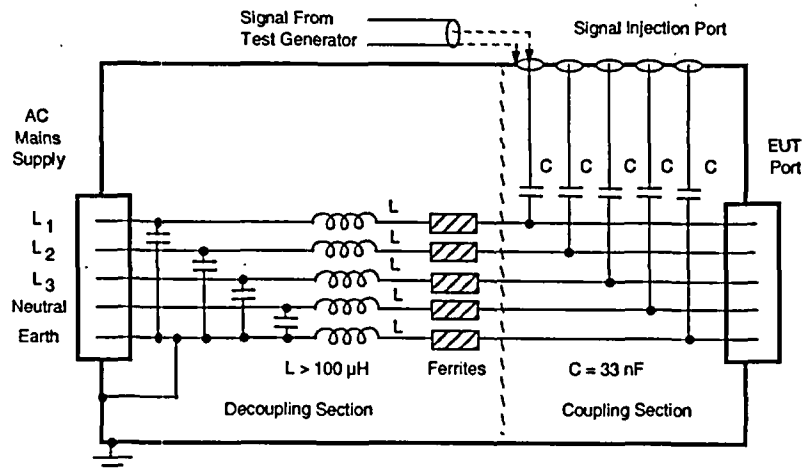 Signal From
Test Generator
Signal Injection Port
AC
Mains
Supply
EUT
Port
C C C C C
L1 L
L2 L
L3 L
Neutral L
Earth L
L > 100 µH Ferrites C = 33 nF
Decoupling Section Coupling Section